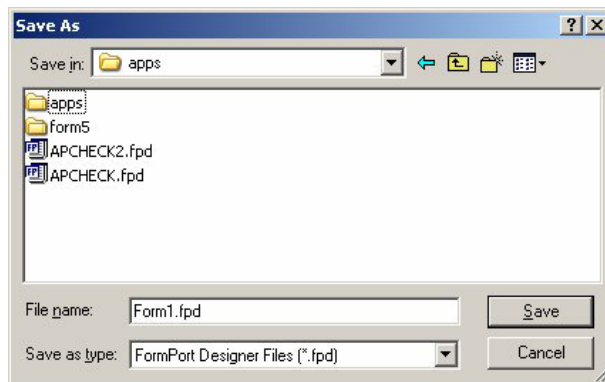 Save As
Save in: apps
apps
form5
APCHECK2.fpd
APCHECK.fpd
File name: Form1.fpd Save
Save as type: FormPort Designer Files (*.fpd) Cancel